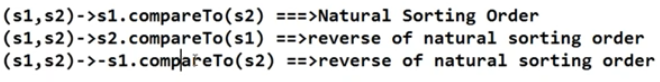 (s1,s2)->s1.compareTo(s2) ===>Natural Sorting Order
(s1,s2)->s2.compareTo(s1) ==>reverse of natural sorting order
(s1,s2)->-s1.compareTo(s2) ==>reverse of natural sorting order